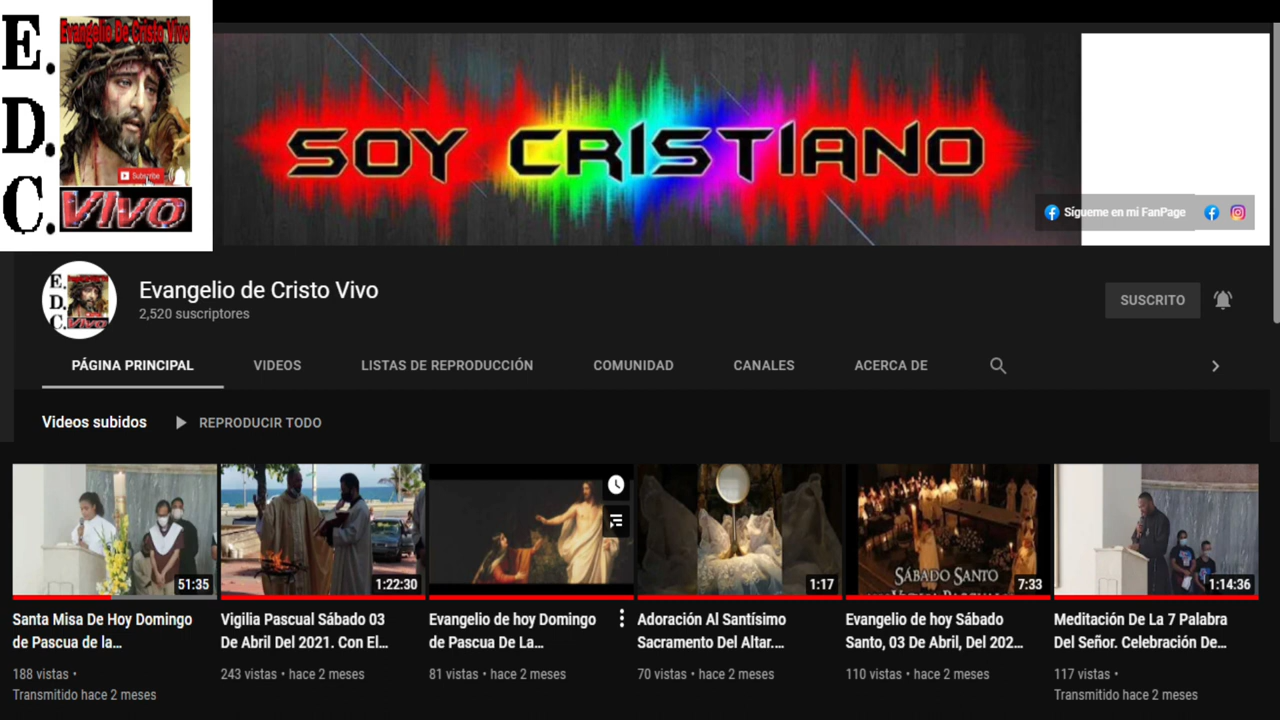 E.
D.
C.
Evangelio De Cristo Vivo
Subscribe
Vivo
SOY CRISTIANO
Sígueme en mi FanPage
E.
D.
C.
Vivo
Evangelio de Cristo Vivo
2,520 suscriptores
SUSCRITO
PÁGINA PRINCIPAL
VIDEOS
LISTAS DE REPRODUCCIÓN
COMUNIDAD
CANALES
ACERCA DE
Videos subidos
REPRODUCIR TODO
51:35
1:22:30
1:17
SÁBADO SANTO
7:33
1:14:36
Santa Misa De Hoy Domingo
de Pascua de la...
188 vistas •
Transmitido hace 2 meses
Vigilia Pascual Sábado 03
De Abril Del 2021. Con El...
243 vistas • hace 2 meses
Evangelio de hoy Domingo
de Pascua De La...
81 vistas • hace 2 meses
Adoración Al Santísimo
Sacramento Del Altar....
70 vistas • hace 2 meses
Evangelio de hoy Sábado
Santo, 03 De Abril, Del 202...
110 vistas • hace 2 meses
Meditación De La 7 Palabra
Del Señor. Celebración De...
117 vistas •
Transmitido hace 2 meses